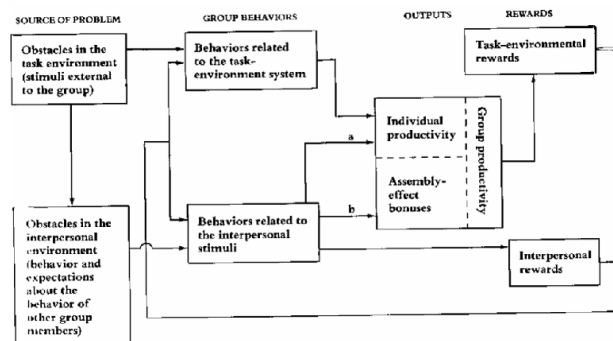 SOURCE OF PROBLEM
GROUP BEHAVIORS
OUTPUTS
REWARDS
Obstacles in the
task environment
(stimuli external
to the group)
Behaviors related
to the task-
environment system
Task–environmental
rewards
Individual
productivity
Assembly-
effect
bonuses
Group productivity
a
b
Obstacles in the
interpersonal
environment
(behavior and
expectations
about the
behavior of
other group
members)
Behaviors related to
the interpersonal
stimuli
Interpersonal
rewards